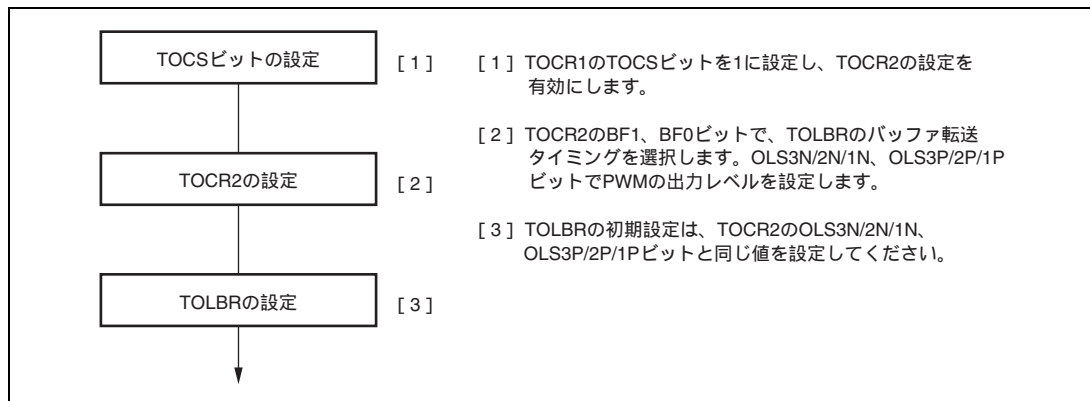 TOCSビットの設定 [ 1 ]
[ 1 ] TOCR1のTOCSビットを1に設定し、TOCR2の設定を
有効にします。
[ 2 ] TOCR2のBF1、BF0ビットで、TOLBRのバッファ転送
タイミングを選択します。OLS3N/2N/1N、OLS3P/2P/1P
ビットでPWMの出力レベルを設定します。
TOCR2の設定 [ 2 ]
[ 3 ] TOLBRの初期設定は、TOCR2のOLS3N/2N/1N、
OLS3P/2P/1Pビットと同じ値を設定してください。
TOLBRの設定 [ 3 ]